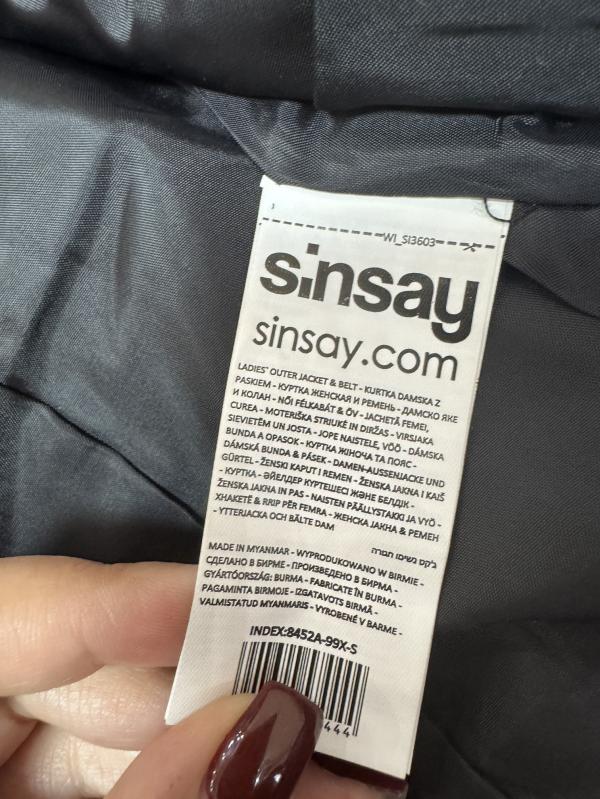 WI_SI3603
sinsay
sinsay.com
LADIES' OUTER JACKET & BELT - KURTKA DAMSKA Z
PASKIEM - КУРТКА ЖЕНСКАЯ И РЕМЕНЬ - ДАМСКО ЯКЕ
И КОЛАН - NŐI FÉLKABÁT & ÖV - JACHETĂ FEMEI,
CUREA - MOTERIŠKA STRIUKĖ IN DIRŽAS - VIRSJAKA
SIEVIETĒM UN JOSTA - JOPE NAISTELE, VÖÖ - DÁMSKA
BUNDA A OPASOK - КУРТКА ЖІНОЧА ТА ПОЯС -
DÁMSKÁ BUNDA & PÁSEK - DAMEN-AUSSENJACKE UND
GÜRTEL - ŽENSKI KAPUT I REMEN - ŽENSKA JAKNA I KAIŠ
- КУРТКА - ӘЙЕЛДЕР КУРТЕШЕСІ ЖӘНЕ БЕЛДІК -
ŽENSKA JAKNA IN PAS - NAISTEN PÄÄLLYSTAKKI JA VYÖ -
XHAKETË & RRIP PËR FEMRA - ЖЕНСКА ЈАКНА & РЕМЕН
- YTTERJACKA OCH BÄLTE DAM
ג'קט נשים וחגורה
MADE IN MYANMAR - WYPRODUKOWANO W BIRMIE -
СДЕЛАНО В БИРМЕ - ПРОИЗВЕДЕНО В БИРМА -
GYÁRTÓORSZÁG: BURMA - FABRICATE ÎN BURMA -
PAGAMINTA BIRMOJE - IZGATAVOTS BIRMĀ -
VALMISTATUD MYANMARIS - VYROBENÉ V BARME -
INDEX:8452A-99X-S
444